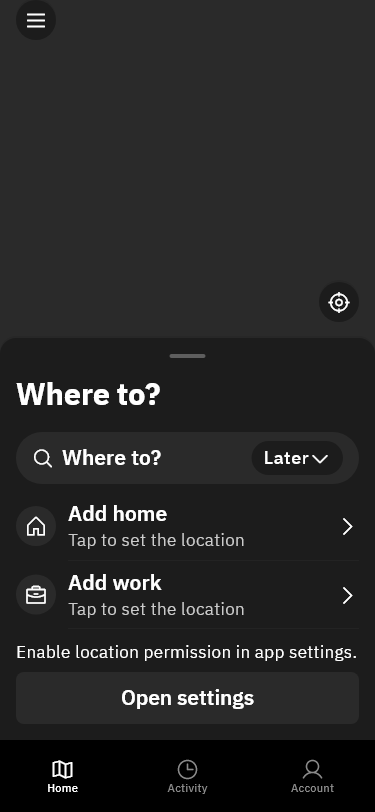 Where to?
Where to?
Later
Add home
Tap to set the location
Add work
Tap to set the location
Enable location permission in app settings.
Open settings
Home
Activity
Account